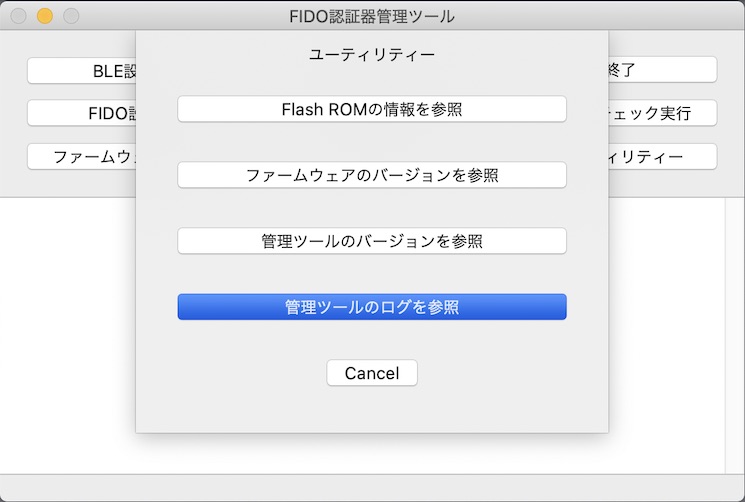 FIDO認証器管理ツール
ユーティリティー
BLE設
終了
Flash ROMの情報を参照
FIDO設
ェック実行
ファームウェ
ファームウェアのバージョンを参照
ィリティー
管理ツールのバージョンを参照
管理ツールのログを参照
Cancel